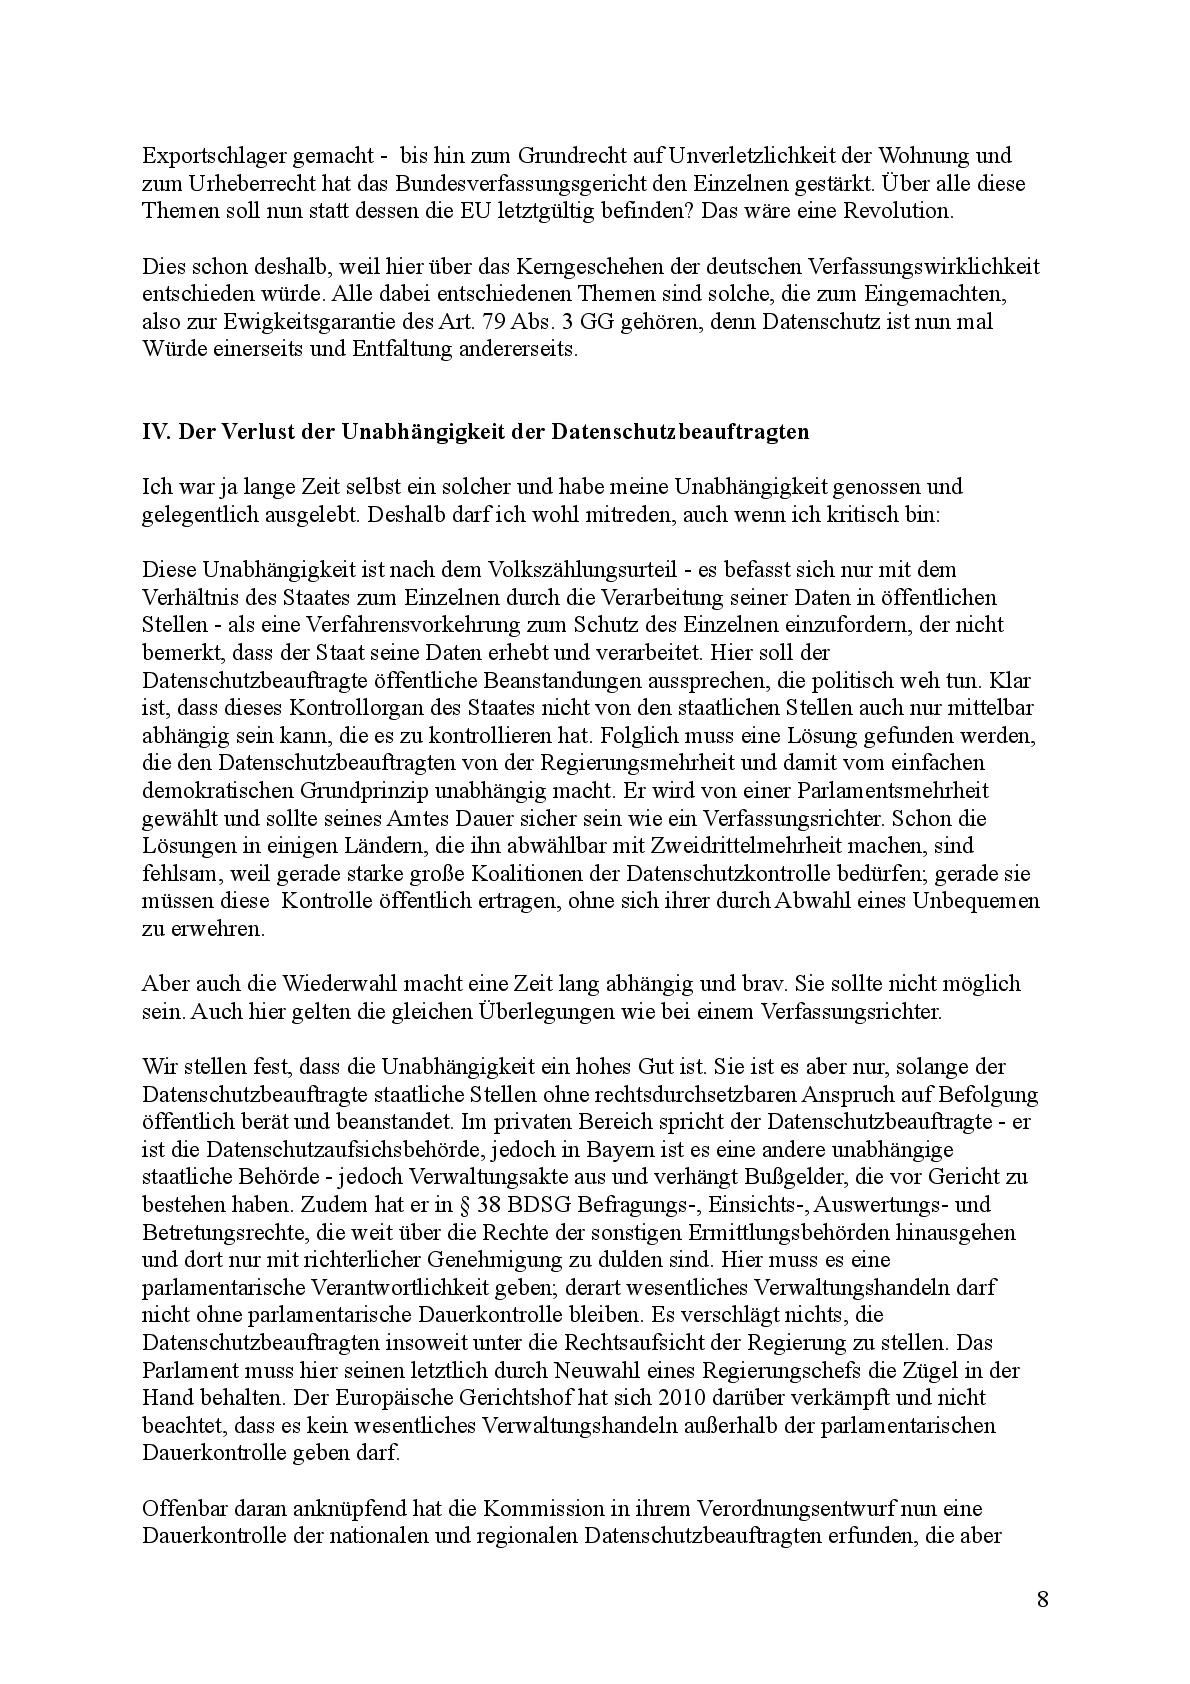 Exportschlager gemacht -  bis hin zum Grundrecht auf Unverletzlichkeit der Wohnung und
zum Urheberrecht hat das Bundesverfassungsgericht den Einzelnen gestärkt. Über alle diese
Themen soll nun statt dessen die EU letztgültig befinden? Das wäre eine Revolution.

Dies schon deshalb, weil hier über das Kerngeschehen der deutschen Verfassungswirklichkeit
entschieden würde. Alle dabei entschiedenen Themen sind solche, die zum Eingemachten,
also zur Ewigkeitsgarantie des Art. 79 Abs. 3 GG gehören, denn Datenschutz ist nun mal
Würde einerseits und Entfaltung andererseits.

IV. Der Verlust der Unabhängigkeit der Datenschutzbeauftragten

Ich war ja lange Zeit selbst ein solcher und habe meine Unabhängigkeit genossen und
gelegentlich ausgelebt. Deshalb darf ich wohl mitreden, auch wenn ich kritisch bin:

Diese Unabhängigkeit ist nach dem Volkszählungsurteil - es befasst sich nur mit dem
Verhältnis des Staates zum Einzelnen durch die Verarbeitung seiner Daten in öffentlichen
Stellen - als eine Verfahrensvorkehrung zum Schutz des Einzelnen einzufordern, der nicht
bemerkt, dass der Staat seine Daten erhebt und verarbeitet. Hier soll der
Datenschutzbeauftragte öffentliche Beanstandungen aussprechen, die politisch weh tun. Klar
ist, dass dieses Kontrollorgan des Staates nicht von den staatlichen Stellen auch nur mittelbar
abhängig sein kann, die es zu kontrollieren hat. Folglich muss eine Lösung gefunden werden,
die den Datenschutzbeauftragten von der Regierungsmehrheit und damit vom einfachen
demokratischen Grundprinzip unabhängig macht. Er wird von einer Parlamentsmehrheit
gewählt und sollte seines Amtes Dauer sicher sein wie ein Verfassungsrichter. Schon die
Lösungen in einigen Ländern, die ihn abwählbar mit Zweidrittelmehrheit machen, sind
fehlsam, weil gerade starke große Koalitionen der Datenschutzkontrolle bedürfen; gerade sie
müssen diese  Kontrolle öffentlich ertragen, ohne sich ihrer durch Abwahl eines Unbequemen
zu erwehren.

Aber auch die Wiederwahl macht eine Zeit lang abhängig und brav. Sie sollte nicht möglich
sein. Auch hier gelten die gleichen Überlegungen wie bei einem Verfassungsrichter.

Wir stellen fest, dass die Unabhängigkeit ein hohes Gut ist. Sie ist es aber nur, solange der
Datenschutzbeauftragte staatliche Stellen ohne rechtsdurchsetzbaren Anspruch auf Befolgung
öffentlich berät und beanstandet. Im privaten Bereich spricht der Datenschutzbeauftragte - er
ist die Datenschutzaufsichsbehörde, jedoch in Bayern ist es eine andere unabhängige
staatliche Behörde - jedoch Verwaltungsakte aus und verhängt Bußgelder, die vor Gericht zu
bestehen haben. Zudem hat er in § 38 BDSG Befragungs-, Einsichts-, Auswertungs- und
Betretungsrechte, die weit über die Rechte der sonstigen Ermittlungsbehörden hinausgehen
und dort nur mit richterlicher Genehmigung zu dulden sind. Hier muss es eine
parlamentarische Verantwortlichkeit geben; derart wesentliches Verwaltungshandeln darf
nicht ohne parlamentarische Dauerkontrolle bleiben. Es verschlägt nichts, die
Datenschutzbeauftragten insoweit unter die Rechtsaufsicht der Regierung zu stellen. Das
Parlament muss hier seinen letztlich durch Neuwahl eines Regierungschefs die Zügel in der
Hand behalten. Der Europäische Gerichtshof hat sich 2010 darüber verkämpft und nicht
beachtet, dass es kein wesentliches Verwaltungshandeln außerhalb der parlamentarischen
Dauerkontrolle geben darf.

Offenbar daran anknüpfend hat die Kommission in ihrem Verordnungsentwurf nun eine
Dauerkontrolle der nationalen und regionalen Datenschutzbeauftragten erfunden, die aber

8